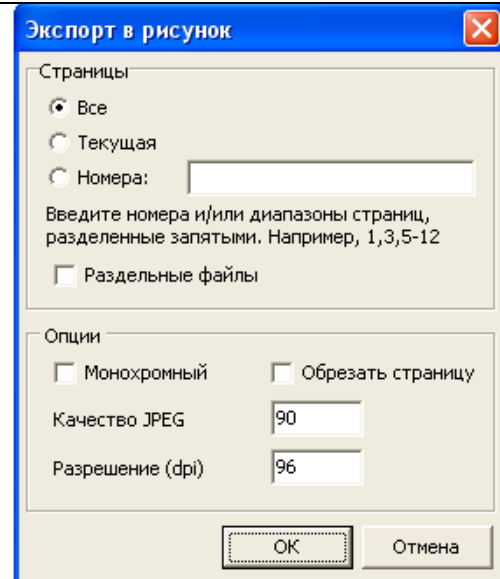 Экспорт в рисунок
Страницы
Все
Текущая
Номера:
Введите номера и/или диапазоны страниц,
разделенные запятыми. Например, 1,3,5-12
Раздельные файлы
Опции
Монохромный Обрезать страницу
Качество JPEG 90
Разрешение (dpi) 96
ОК Отмена